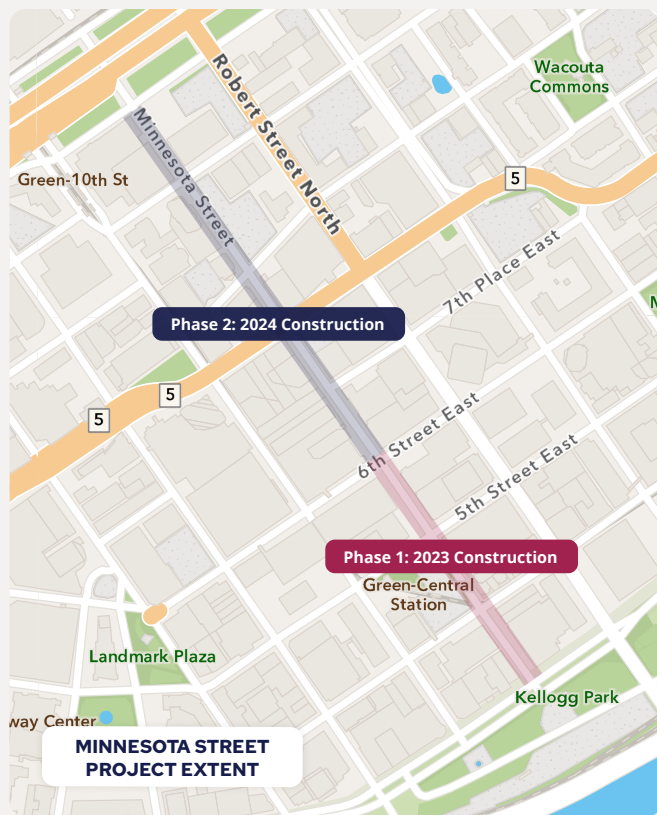 Wacouta
Commons
Robert Street North
Minnesota Street
Green-10th St
5
7th Place East
M
Phase 2: 2024 Construction
5
5
6th Street East
5th Street East
Phase 1: 2023 Construction
Green-Central
Station
Landmark Plaza
Kellogg Park
way Center
MINNESOTA STREET
PROJECT EXTENT